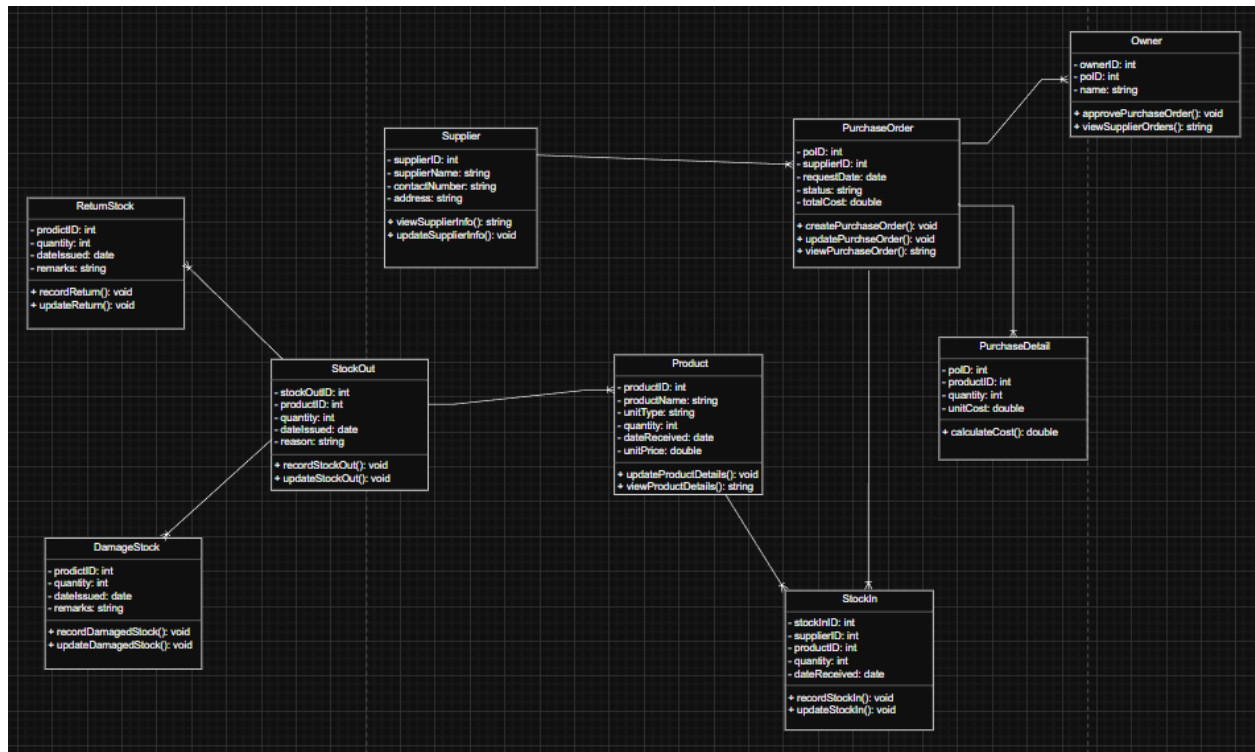 Owner
- ownerID: int
- poID: int
- name: string
+ approvePurchaseOrder(): void
+ viewSupplierOrders(): string
Supplier
- supplierID: int
- supplierName: string
- contactNumber: string
- address: string
+ viewSupplierInfo(): string
+ updateSupplierInfo(): void
PurchaseOrder
- poID: int
- supplierID: int
- requestDate: date
- status: string
- totalCost: double
+ createPurchaseOrder(): void
+ updatePurchseOrder(): void
+ viewPurchaseOrder(): string
ReturnStock
- prodictID: int
- quantity: int
- dateIssued: date
- remarks: string
+ recordReturn(): void
+ updateReturn(): void
StockOut
- stockOutID: int
- productID: int
- quantity: int
- dateIssued: date
- reason: string
+ recordStockOut(): void
+ updateStockOut(): void
Product
- productID: int
- productName: string
- unitType: string
- quantity: int
- dateReceived: date
- unitPrice: double
+ updateProductDetails(): void
+ viewProductDetails(): string
PurchaseDetail
- poID: int
- productID: int
- quantity: int
- unitCost: double
+ calculateCost(): double
DamageStock
- prodictID: int
- quantity: int
- dateIssued: date
- remarks: string
+ recordDamagedStock(): void
+ updateDamagedStock(): void
StockIn
- stockInID: int
- supplierID: int
- productID: int
- quantity: int
- dateReceived: date
+ recordStockIn(): void
+ updateStockIn(): void